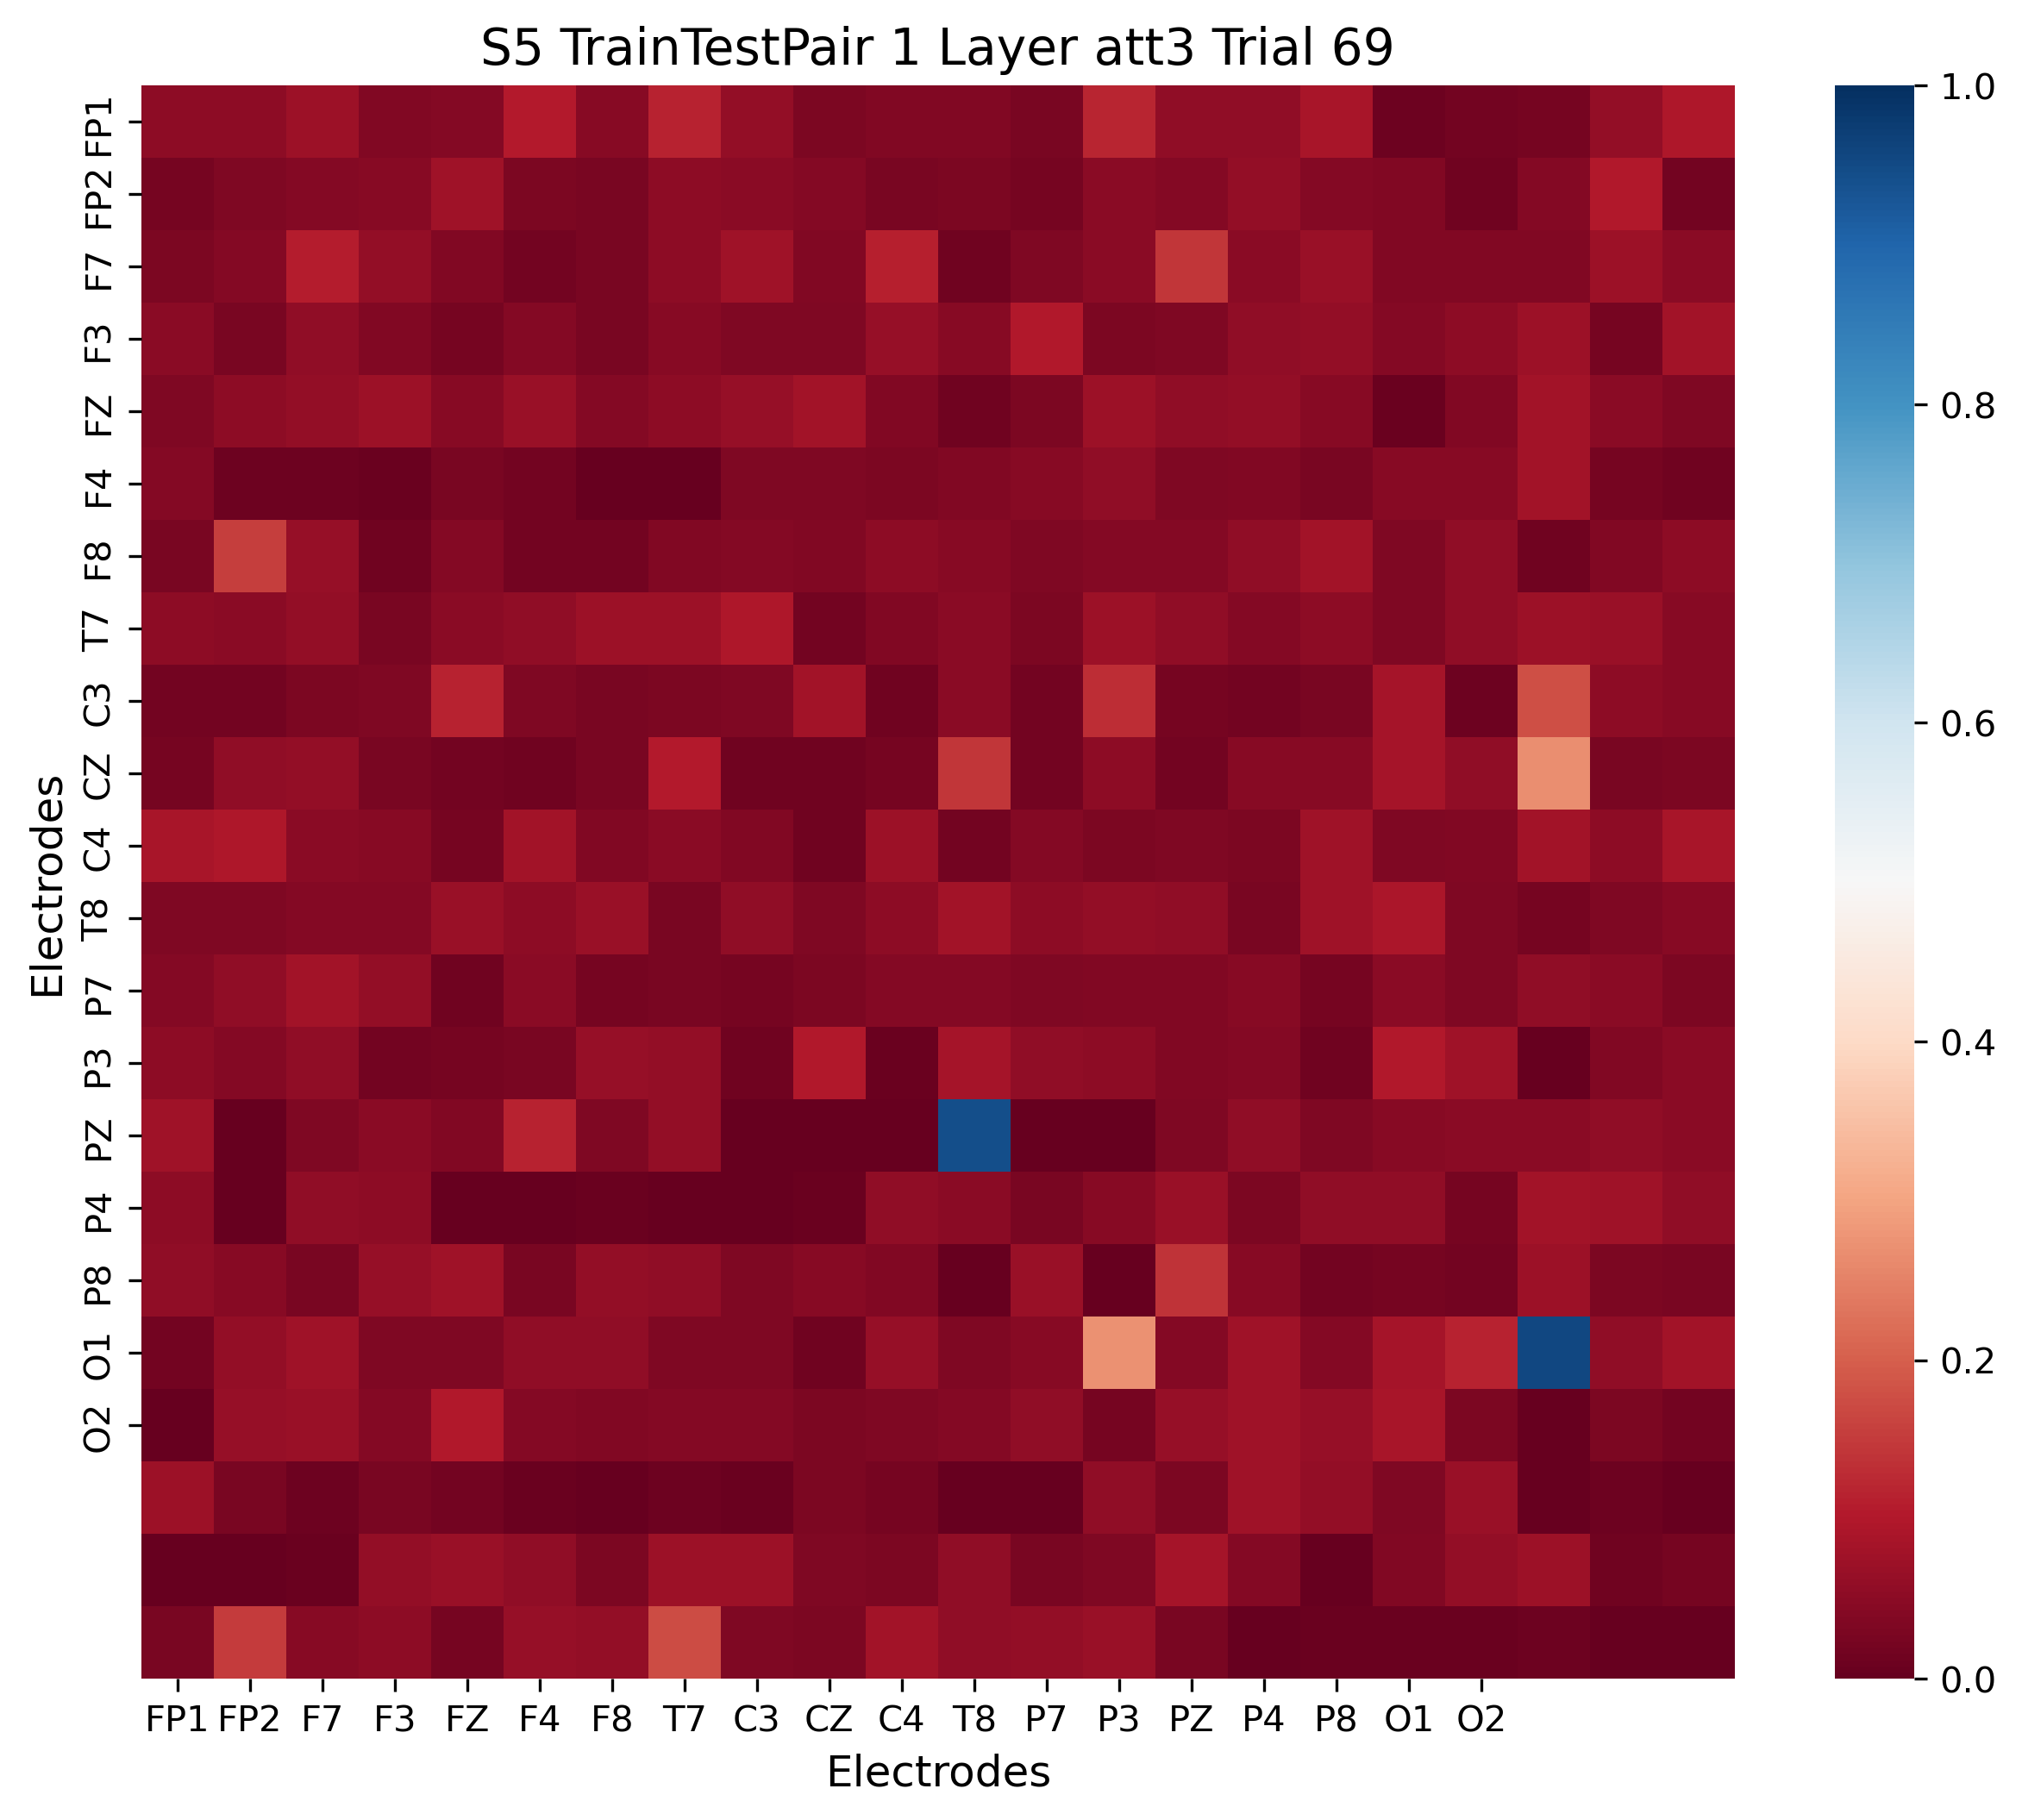 S5 TrainTestPair 1 Layer att3 Trial 69
Electrodes
FP1
FP2
F7
F3
FZ
F4
F8
T7
C3
CZ
C4
T8
P7
P3
PZ
P4
P8
O1
O2
FP1 FP2 F7 F3 FZ F4 F8 T7 C3 CZ C4 T8 P7 P3 PZ P4 P8 O1 O2
Electrodes
1.0
0.8
0.6
0.4
0.2
0.0